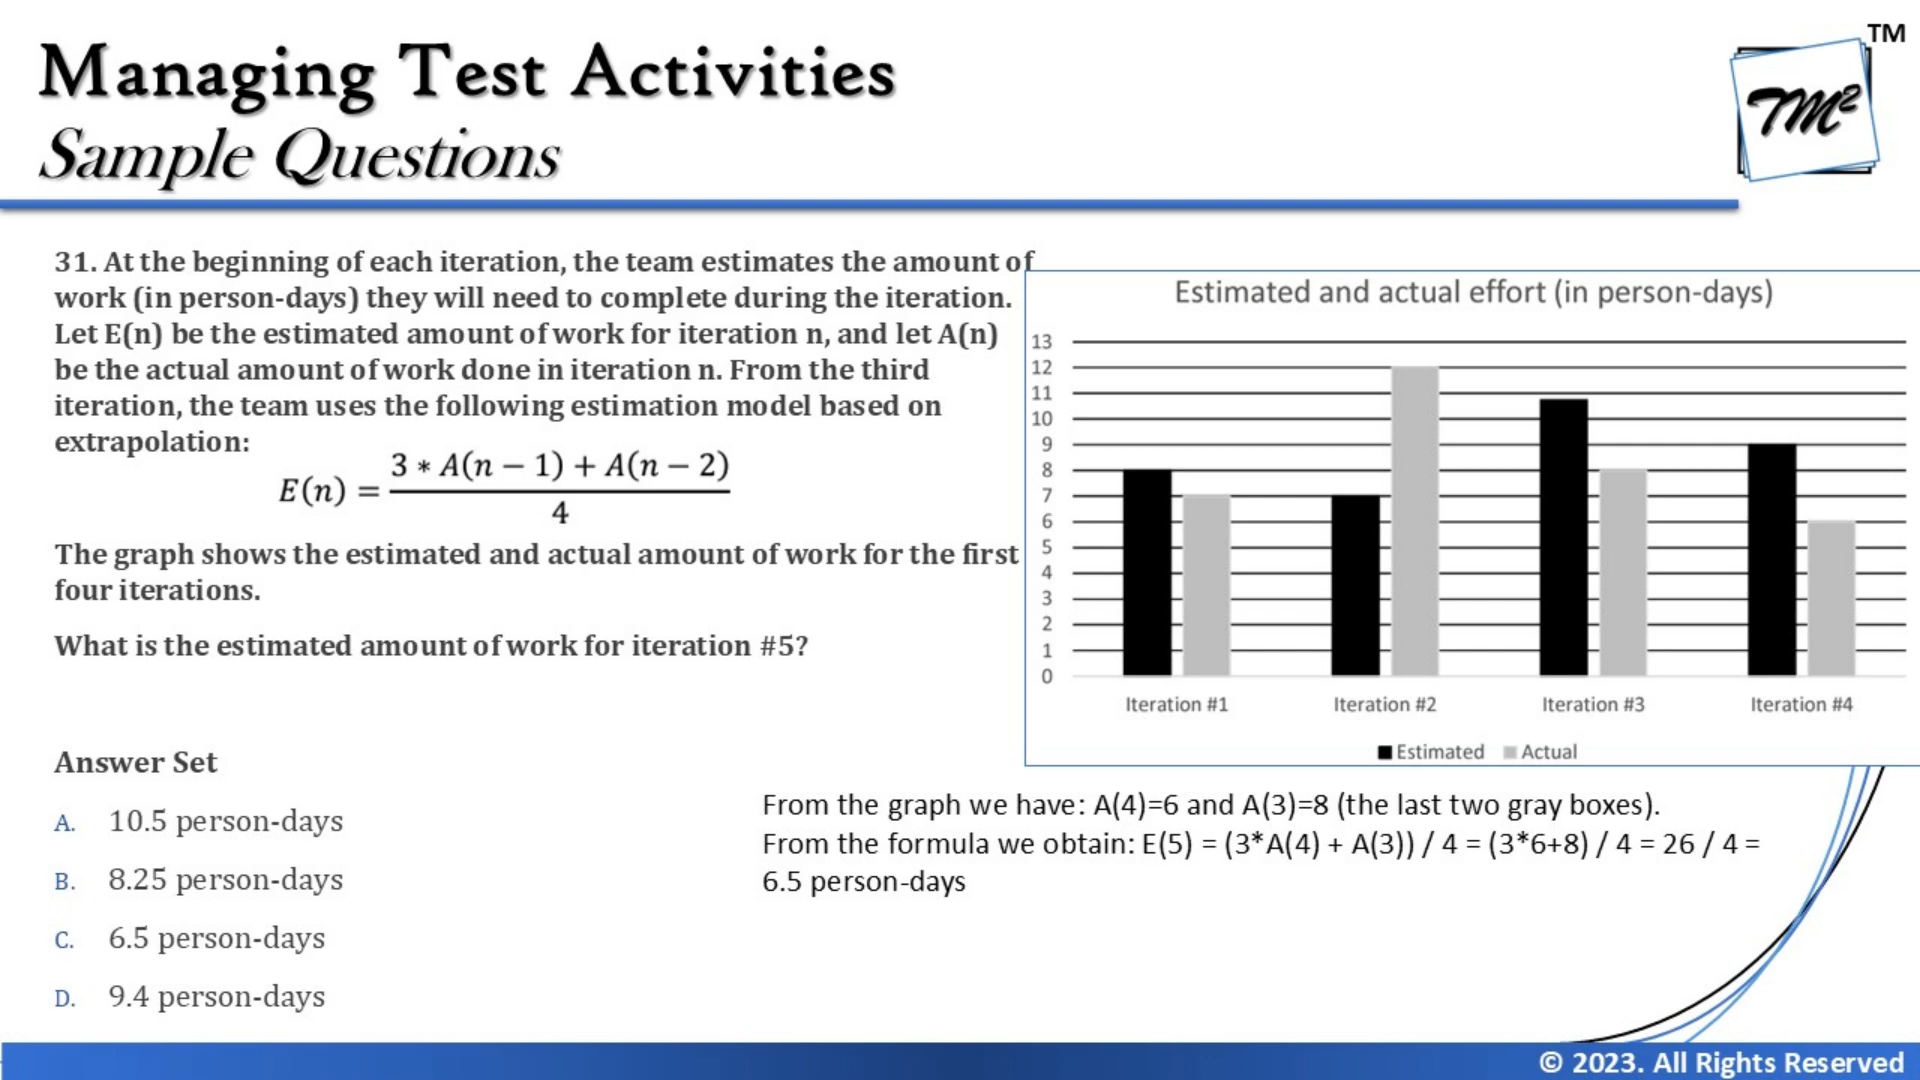 Managing Test Activities
Sample Questions
TM
TM²
31. At the beginning of each iteration, the team estimates the amount of
work (in person-days) they will need to complete during the iteration.
Let E(n) be the estimated amount of work for iteration n, and let A(n)
be the actual amount of work done in iteration n. From the third
iteration, the team uses the following estimation model based on
extrapolation:
E(n) = (3 * A(n − 1) + A(n − 2)) / 4
The graph shows the estimated and actual amount of work for the first
four iterations.
What is the estimated amount of work for iteration #5?
Estimated and actual effort (in person-days)
13
12
11
10
9
8
7
6
5
4
3
2
1
0
Iteration #1 Iteration #2 Iteration #3 Iteration #4
Estimated Actual
Answer Set
A. 10.5 person-days
B. 8.25 person-days
C. 6.5 person-days
D. 9.4 person-days
From the graph we have: A(4)=6 and A(3)=8 (the last two gray boxes).
From the formula we obtain: E(5) = (3*A(4) + A(3)) / 4 = (3*6+8) / 4 = 26 / 4 =
6.5 person-days
© 2023. All Rights Reserved